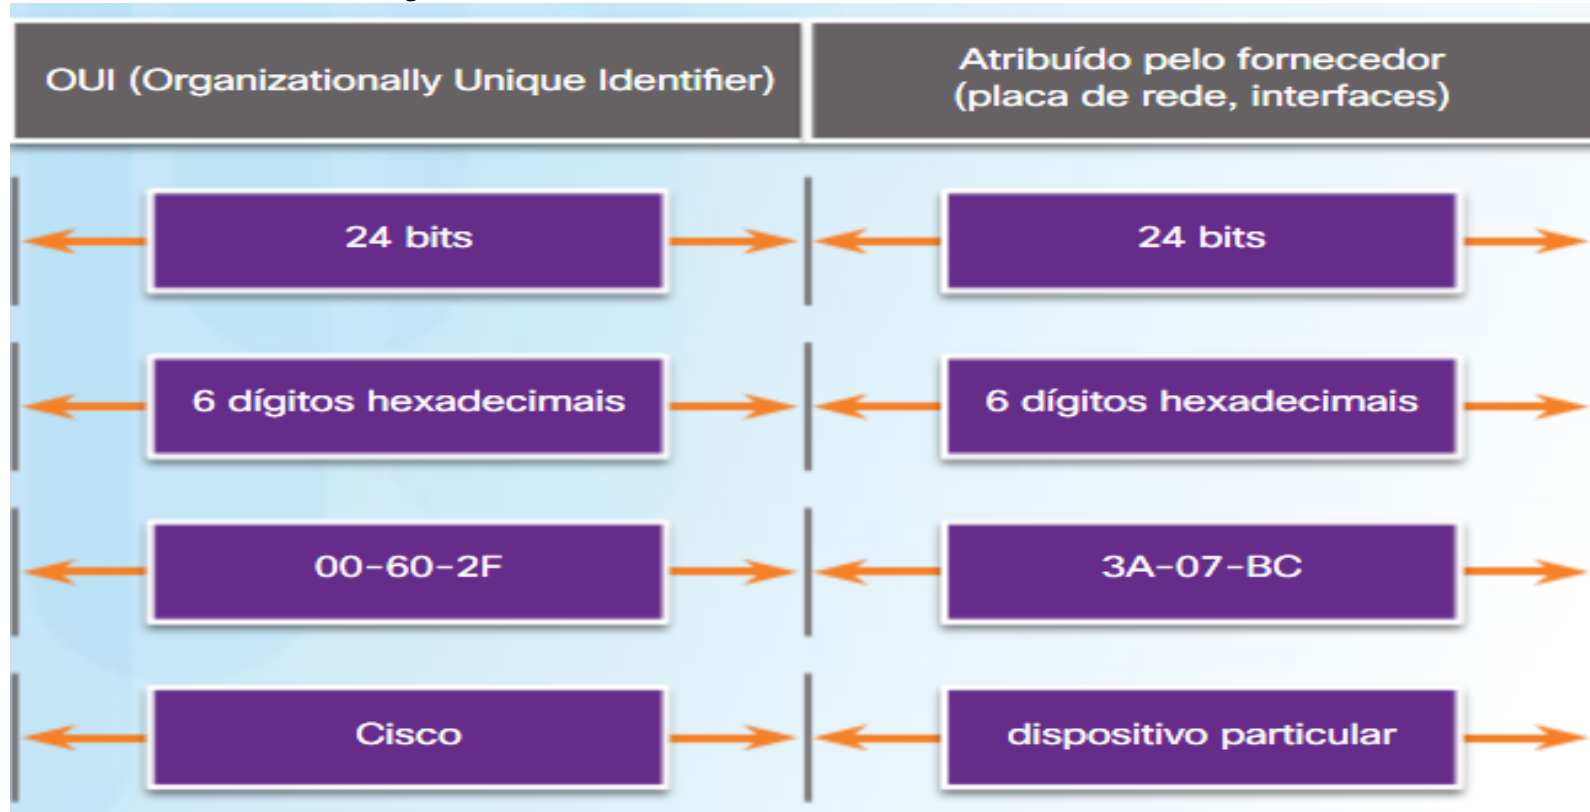 OUI (Organizationally Unique Identifier)
Atribuído pelo fornecedor
(placa de rede, interfaces)
24 bits
24 bits
6 dígitos hexadecimais
6 dígitos hexadecimais
00-60-2F
3A-07-BC
Cisco
dispositivo particular